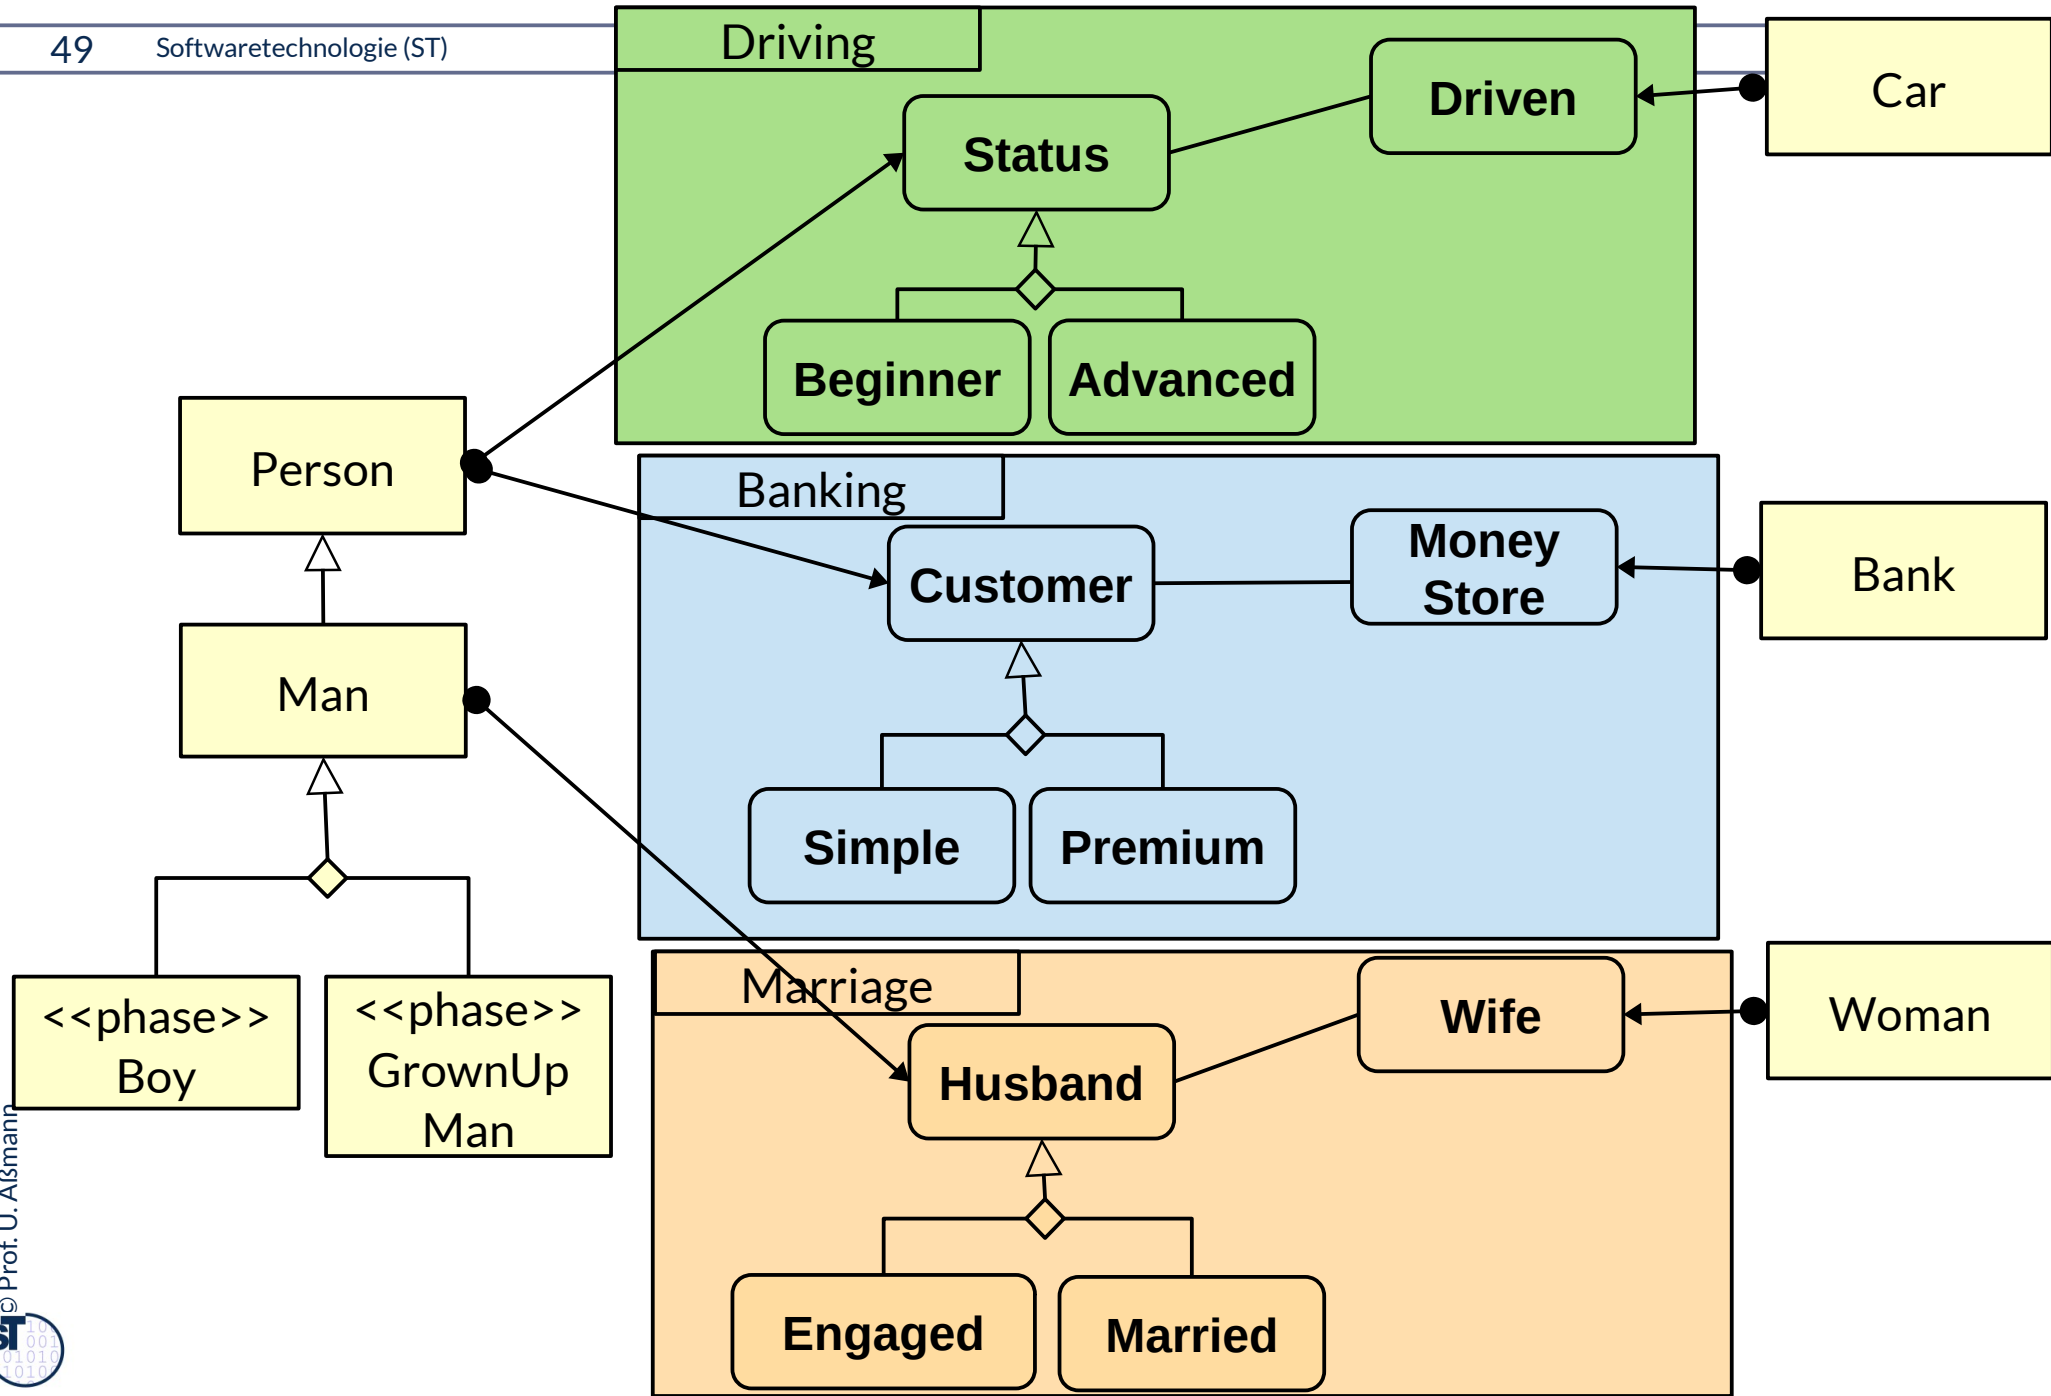 49
Softwaretechnologie (ST)
Driving
Driven
Car
Status
Beginner
Advanced
Person
Banking
Money
Store
Customer
Bank
Man
Simple
Premium
<<phase>>
Boy
<<phase>>
GrownUp
Man
Marriage
Wife
Woman
Husband
Engaged
Married
© Prof. U. Aßmann
ST